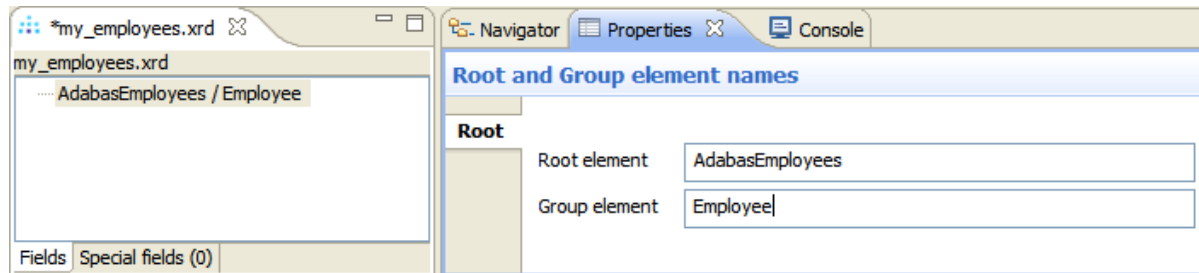 *my_employees.xrd
my_employees.xrd
AdabasEmployees / Employee
Fields Special fields (0)
Navigator Properties Console
Root and Group element names
Root
Root element AdabasEmployees
Group element Employee